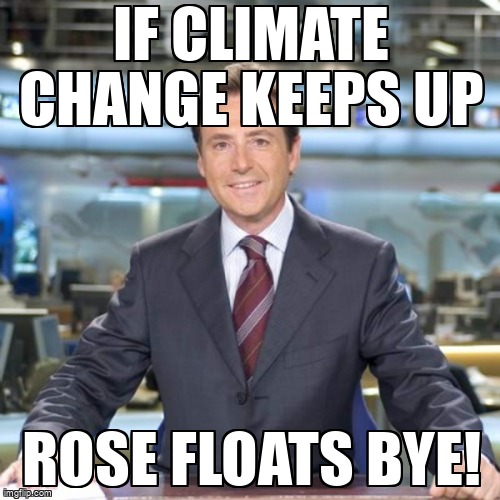 IF CLIMATE
CHANGE KEEPS UP
ROSE FLOATS BYE!
imgflip.com